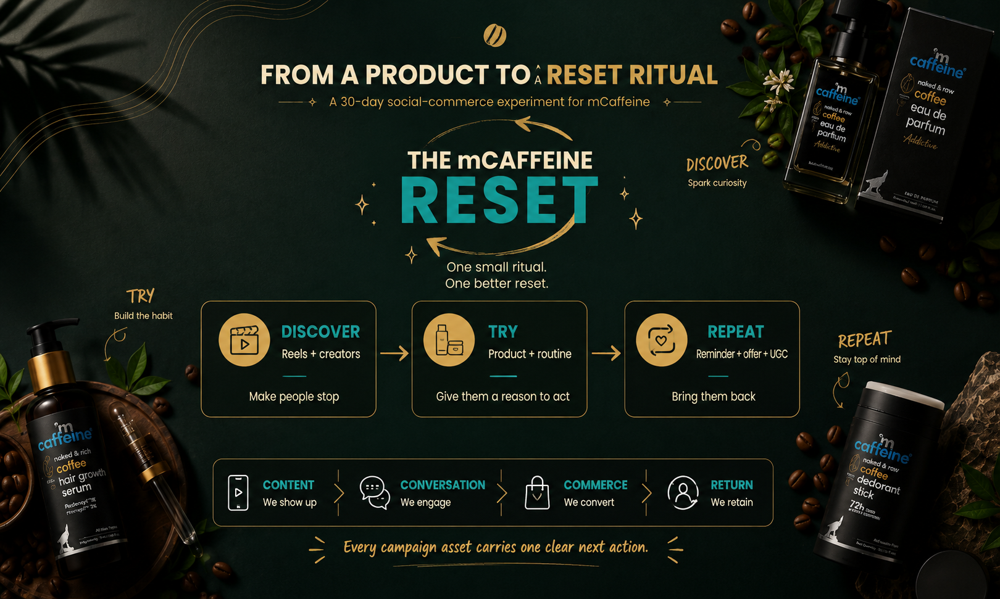 FROM A PRODUCT TO A RESET RITUAL
A 30-day social-commerce experiment for mCaffeine
THE mCAFFEINE
RESET
One small ritual.
One better reset.
DISCOVER
Spark curiosity
m
caffeine
naked & raw
coffee
eau de
parfum
Addictive
m
caffeine
naked & raw
coffee
eau de
parfum
Addictive
EAU DE PARFUM
TRY
Build the habit
DISCOVER
Reels + creators
Make people stop
TRY
Product + routine
Give them a reason to act
REPEAT
Reminder + offer + UGC
Bring them back
REPEAT
Stay top of mind
m
caffeine
naked & rich
coffee
hair growth
serum
m
caffeine
naked & raw
coffee
deodorant
stick
72h
CONTENT
We show up
CONVERSATION
We engage
COMMERCE
We convert
RETURN
We retain
Every campaign asset carries one clear next action.